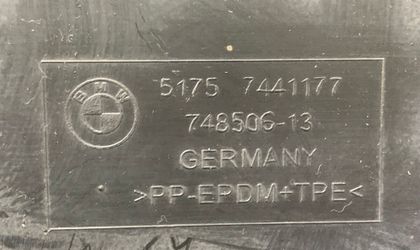 BMW
5175 7441177
748506-13
GERMANY
>PP-EPDM+TPE<